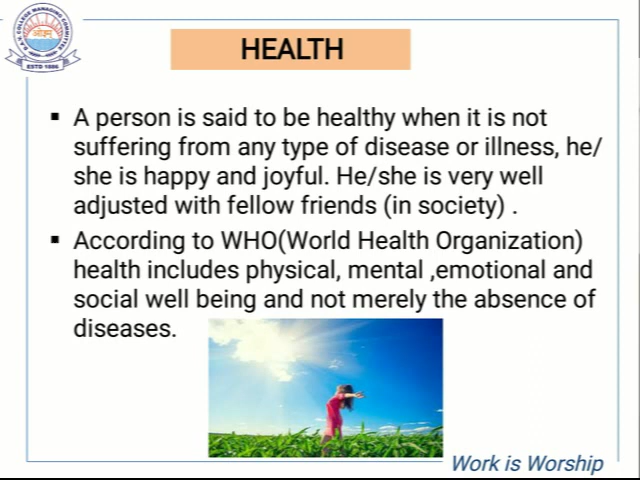 HEALTH
▪ A person is said to be healthy when it is not
suffering from any type of disease or illness, he/
she is happy and joyful. He/she is very well
adjusted with fellow friends (in society) .
▪ According to WHO(World Health Organization)
health includes physical, mental ,emotional and
social well being and not merely the absence of
diseases.
Work is Worship
ESTD 1886